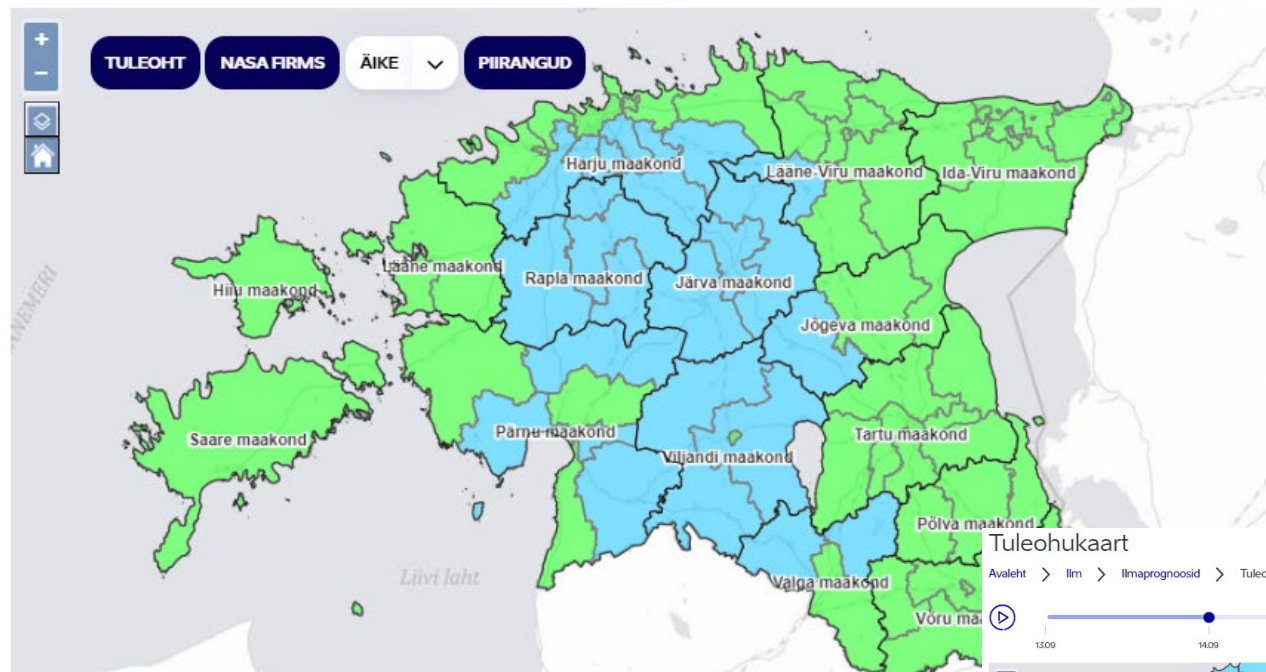 +
TULEOHT NASA FIRMS ÄIKE PIIRANGUD
−
Harju maakond
Lääne-Viru maakond Ida-Viru maakond
Lääne maakond
Rapla maakond
Järva maakond
Hiiu maakond
Jõgeva maakond
Saare maakond
Pärnu maakond
Tartu maakond
Viljandi maakond
Põlva maakond
Liivi laht
Valga maakond
Tuleohukaart
Avaleht > Ilm > Ilmaprognoosid >
Võru
13.09 14.09